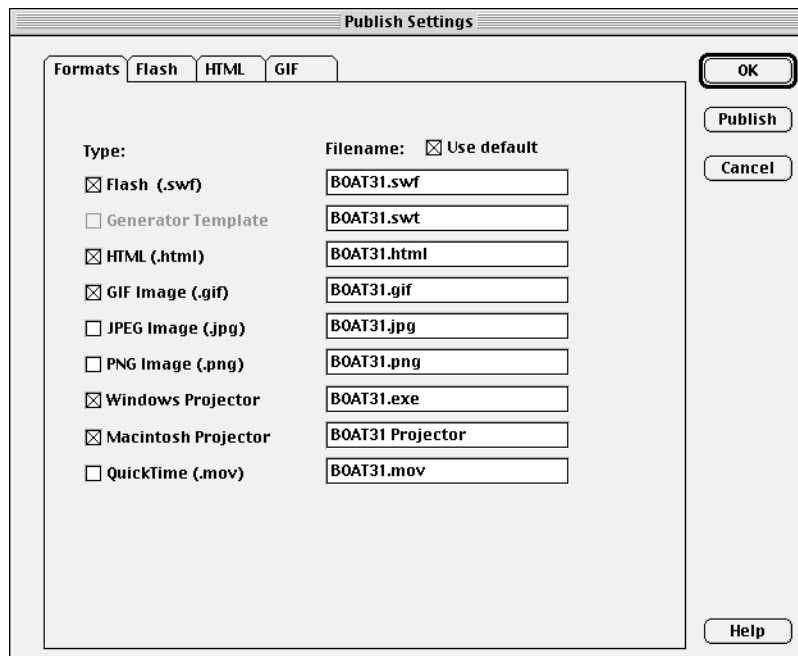 Publish Settings
Formats Flash HTML GIF
OK
Publish
Cancel
Type: Filename: Use default
Flash (.swf) BOAT31.swf
Generator Template BOAT31.swt
HTML (.html) BOAT31.html
GIF Image (.gif) BOAT31.gif
JPEG Image (.jpg) BOAT31.jpg
PNG Image (.png) BOAT31.png
Windows Projector BOAT31.exe
Macintosh Projector BOAT31 Projector
QuickTime (.mov) BOAT31.mov
Help